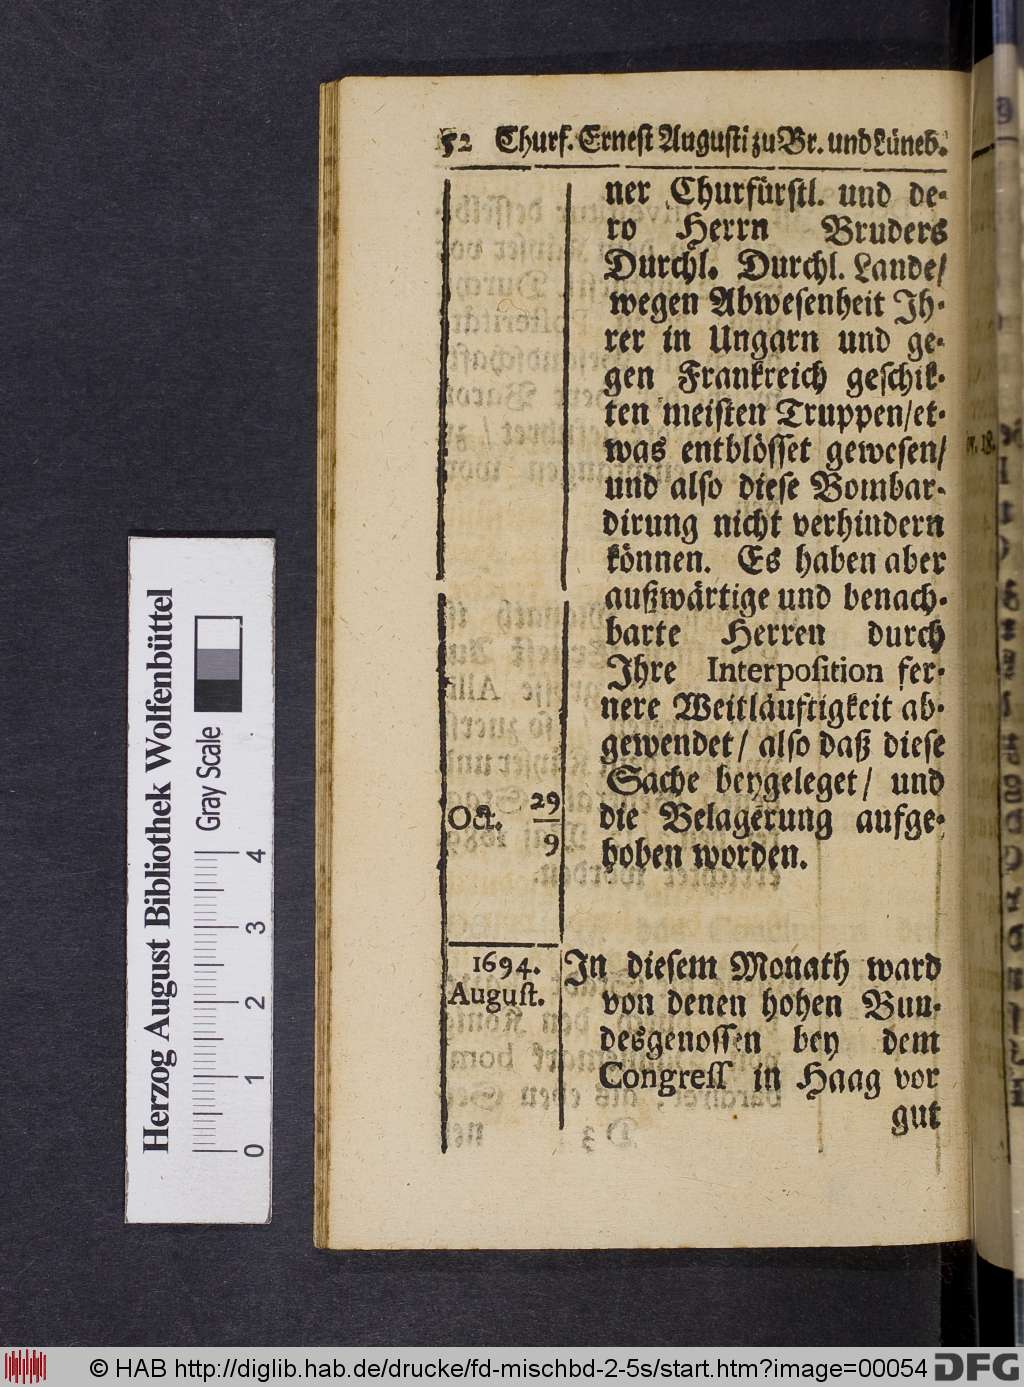 52 Churf. Ernest Augusti zu Br. und Lüneb.
ner Churfürstl. und de-
ro Herrn Bruders
Durchl. Durchl. Lande/
wegen Abwesenheit Ih-
rer in Ungarn und ge-
gen Franckreich geschik-
ten meisten Truppen/et-
was entblösset gewesen/
und also diese Bombar-
dirung nicht verhindern
können. Es haben aber
außwärtige und benach-
barte Herren durch
Ihre Interposition fer-
nere Weitläuftigkeit ab-
gewendet/ also daß diese
Sache beygeleget/ und
Oct. 29/9 die Belagerung aufge-
hoben worden.
1694.
August.
In diesem Monath ward
von denen hohen Bun-
desgenossen bey dem
Congress in Haag vor
gut
Herzog August Bibliothek Wolfenbüttel
Gray Scale
0 1 2 3 4
© HAB http://diglib.hab.de/drucke/fd-mischbd-2-5s/start.htm?image=00054
DFG